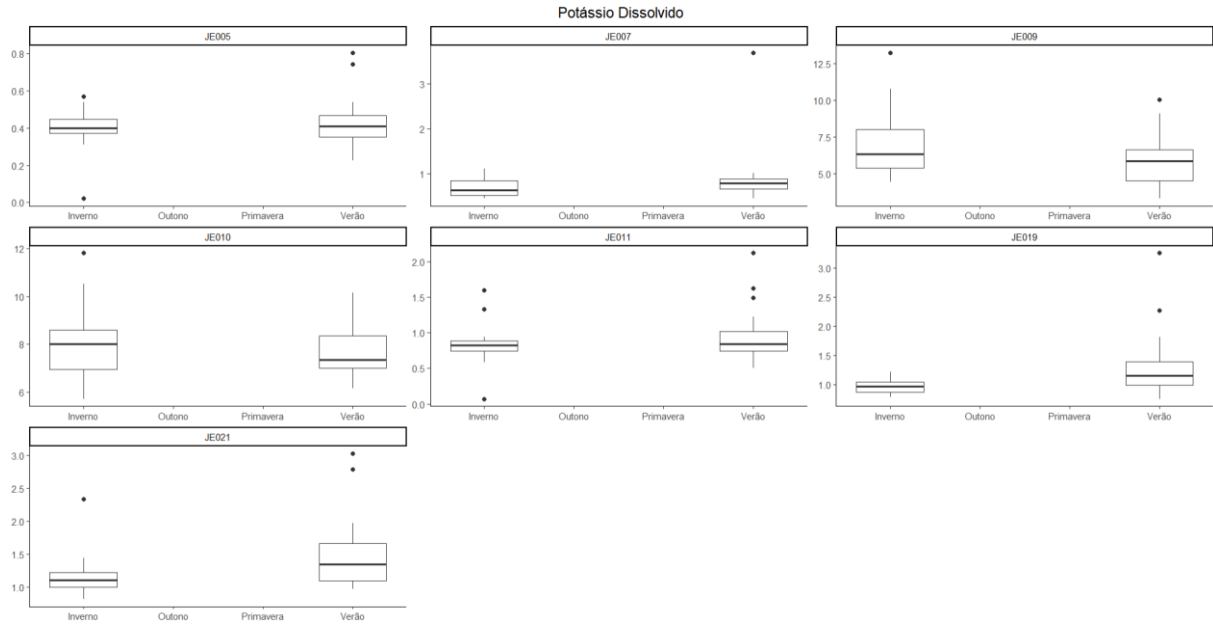 Potássio Dissolvido
JE005
0.8
0.6
0.4
0.2
0.0
Inverno Outono Primavera Verão
JE007
3
2
1
Inverno Outono Primavera Verão
JE009
12.5
10.0
7.5
5.0
Inverno Outono Primavera Verão
JE010
12
10
8
6
Inverno Outono Primavera Verão
JE011
2.0
1.5
1.0
0.5
0.0
Inverno Outono Primavera Verão
JE019
3.0
2.5
2.0
1.5
1.0
Inverno Outono Primavera Verão
JE021
3.0
2.5
2.0
1.5
1.0
Inverno Outono Primavera Verão